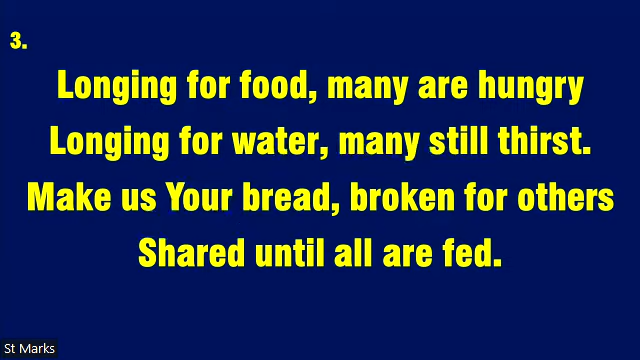 3.
Longing for food, many are hungry
Longing for water, many still thirst.
Make us Your bread, broken for others
Shared until all are fed.
St Marks